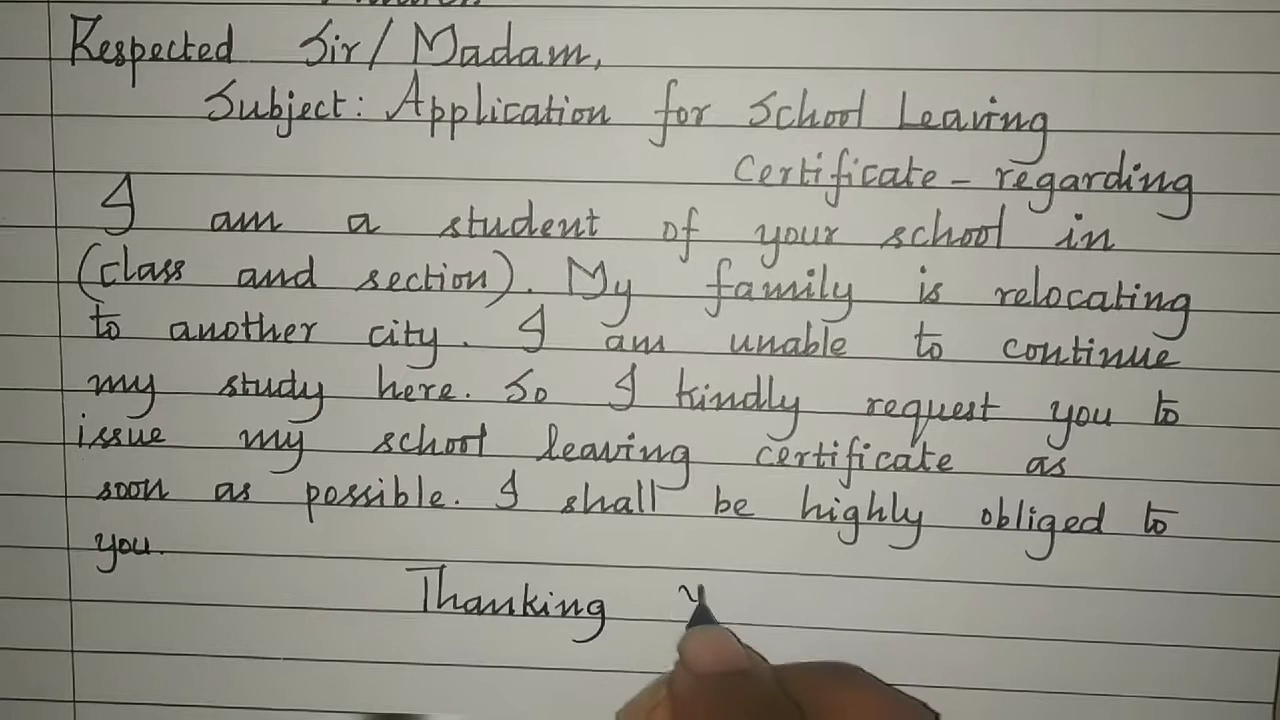 Respected Sir/Madam,
Subject: Application for School Leaving
Certificate - regarding
I am a student of your school in
(class and section). My family is relocating
to another city. I am unable to continue
my study here. So I kindly request you to
issue my school leaving certificate as
soon as possible. I shall be highly obliged to
you.
Thanking y